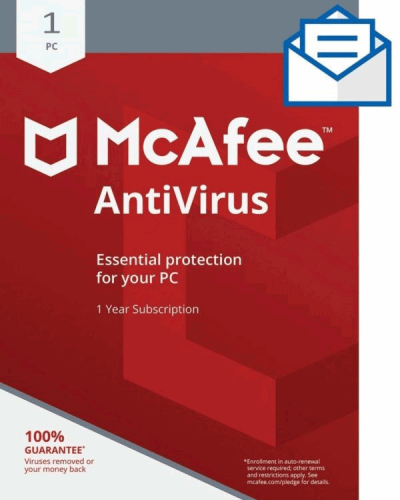 1
PC
McAfee™
AntiVirus
Essential protection
for your PC
1 Year Subscription
100%
GUARANTEE*
Viruses removed or
your money back
*Enrollment in auto-renewal
service required; other terms
and restrictions apply. See
mcafee.com/pledge for details.